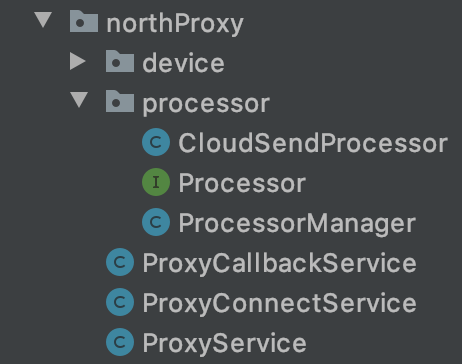 northProxy
device
processor
C CloudSendProcessor
I Processor
C ProcessorManager
C ProxyCallbackService
C ProxyConnectService
C ProxyService